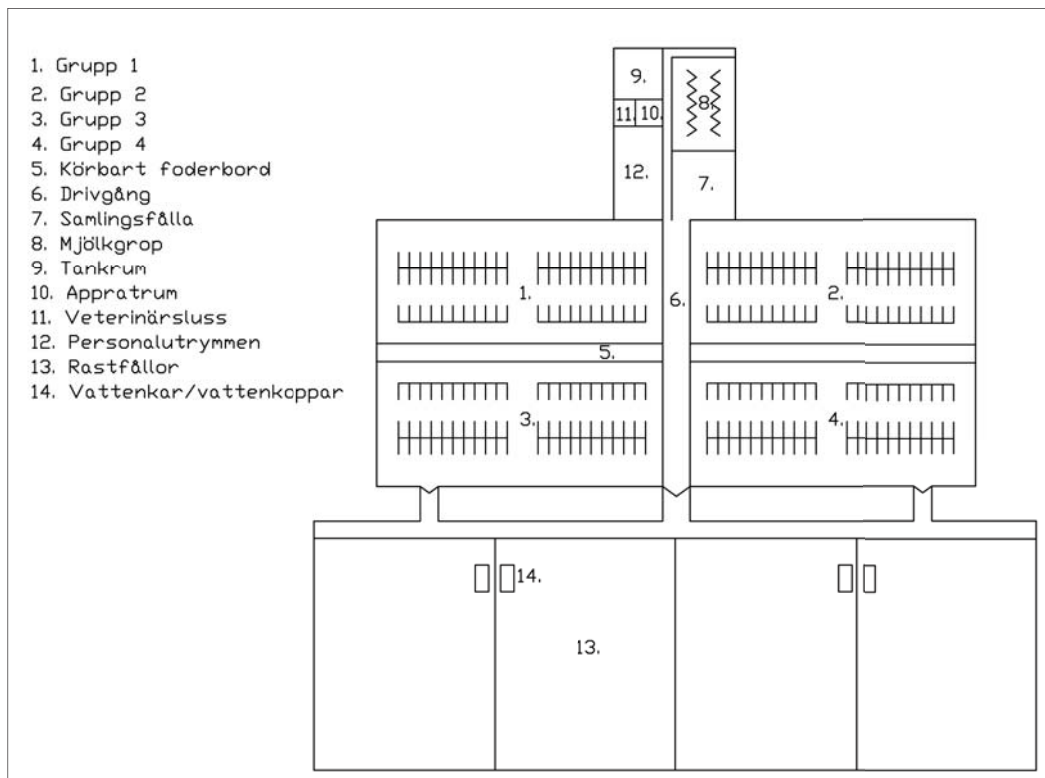 1. Grupp 1
2. Grupp 2
3. Grupp 3
4. Grupp 4
5. Körbart foderbord
6. Drivgång
7. Samlingsfålla
8. Mjölkgrop
9. Tankrum
10. Appratrum
11. Veterinärsluss
12. Personalutrymmen
13. Rastfållor
14. Vattenkar/vattenkoppar
9.
8.
11. 10.
12.
7.
1.
6.
2.
5.
3.
4.
14.
13.